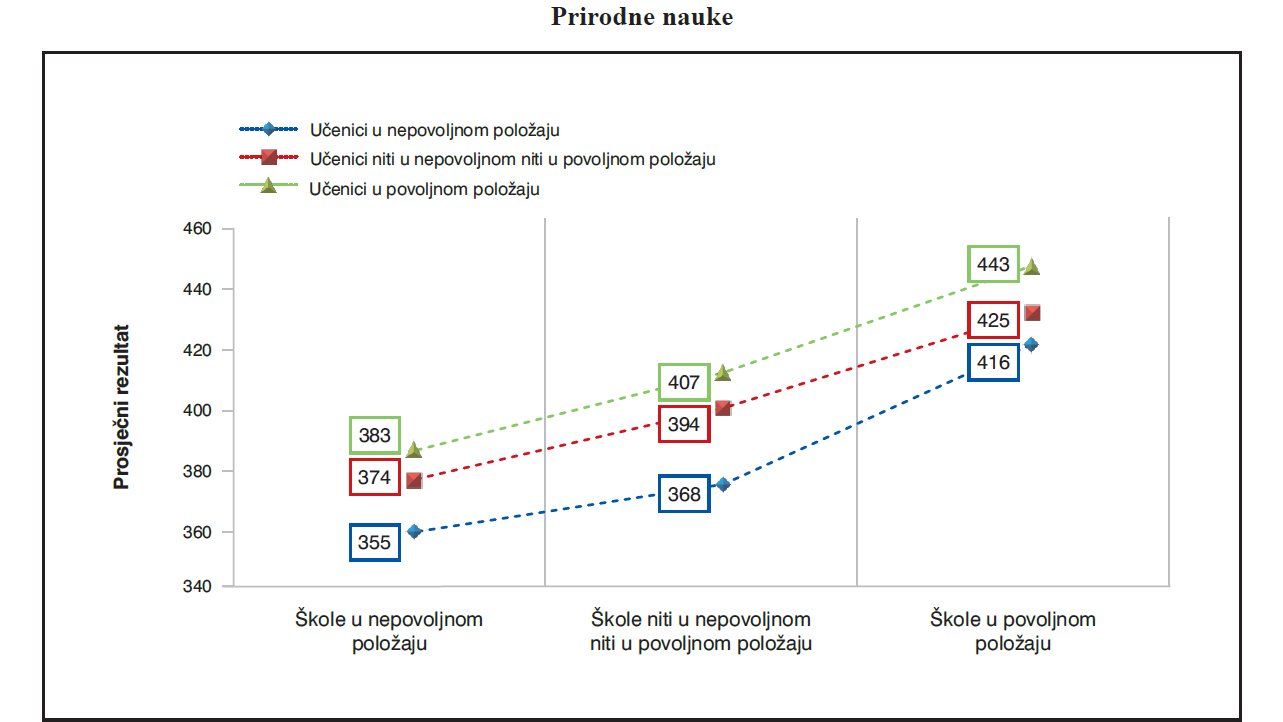 Prirodne nauke
Učenici u nepovoljnom položaju
Učenici niti u nepovoljnom niti u povoljnom položaju
Učenici u povoljnom položaju
Prosječni rezultat
460
440
420
400
380
360
340
383
374
355
407
394
368
443
425
416
Škole u nepovoljnom
položaju
Škole niti u nepovoljnom
niti u povoljnom položaju
Škole u povoljnom
položaju